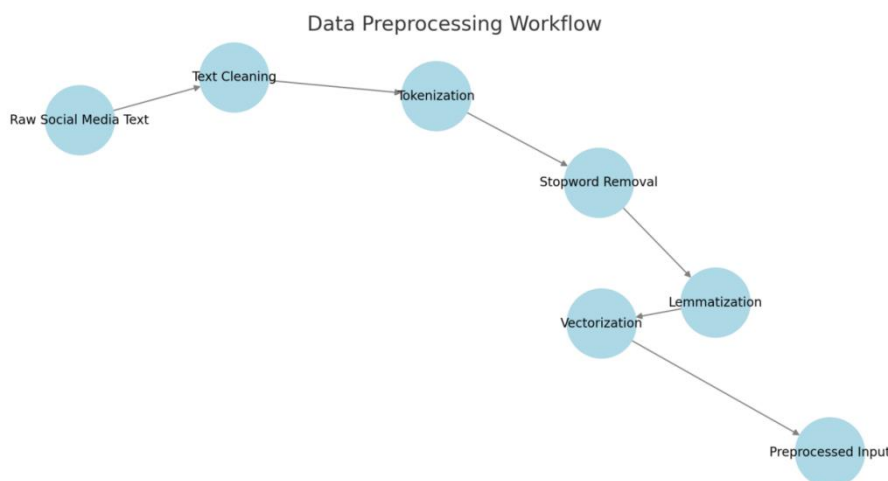 Data Preprocessing Workflow
Raw Social Media Text
Text Cleaning
Tokenization
Stopword Removal
Lemmatization
Vectorization
Preprocessed Input